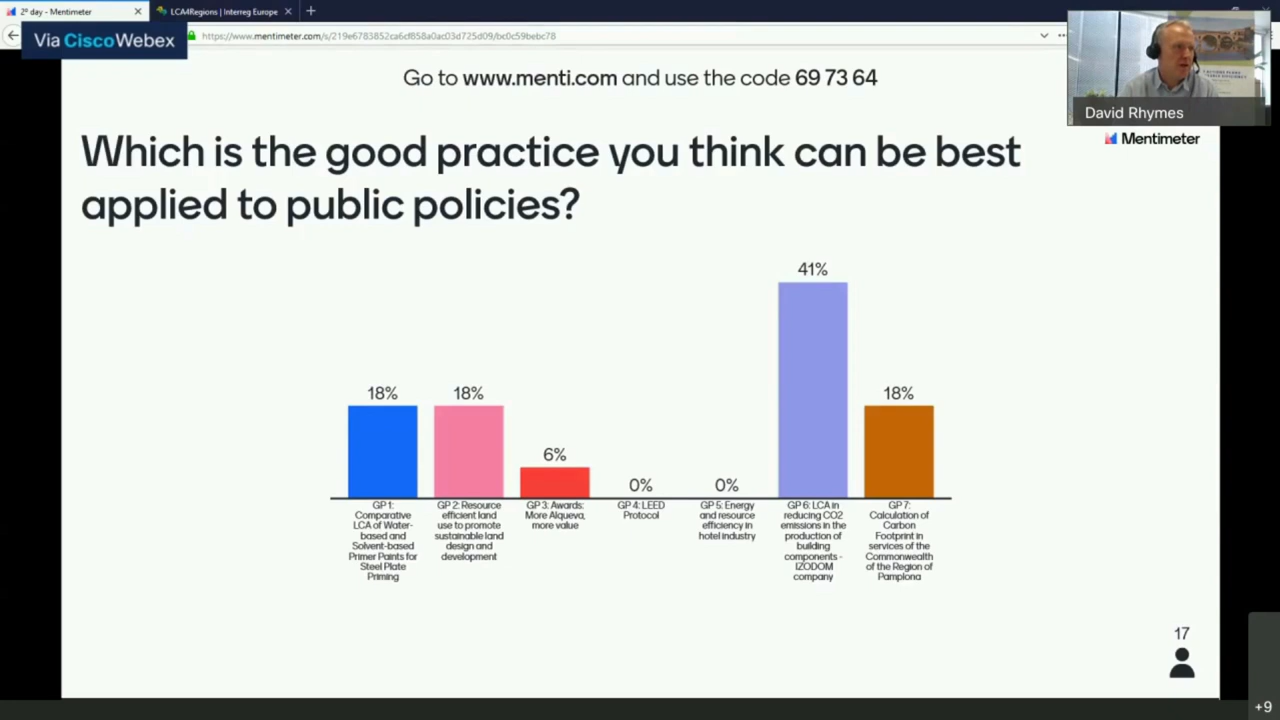 2º day - Mentimeter
LCA4Regions | Interreg Europe
Via CiscoWebex
https://www.mentimeter.com/s/219e6783852ca6cf858a0ac03d725d09/bc0c59bebc78
Go to www.menti.com and use the code 69 73 64
David Rhymes
Mentimeter
Which is the good practice you think can be best
applied to public policies?
41%
18%
18%
18%
6%
0%
0%
GP 1:
Comparative
LCA of Water-
based and
Solvent-based
Primer Paints for
Steel Plate
Priming
GP 2: Resource
efficient land
use to promote
sustainable land
design and
development
GP 3: Awards:
More Alqueva,
more value
GP 4: LEED
Protocol
GP 5: Energy
and resource
efficiency in
hotel industry
GP 6: LCA in
reducing CO2
emissions in the
production of
building
components -
IZODOM
company
GP 7:
Calculation of
Carbon
Footprint in
services of the
Commonwealth
of the Region of
Pamplona
17
+9